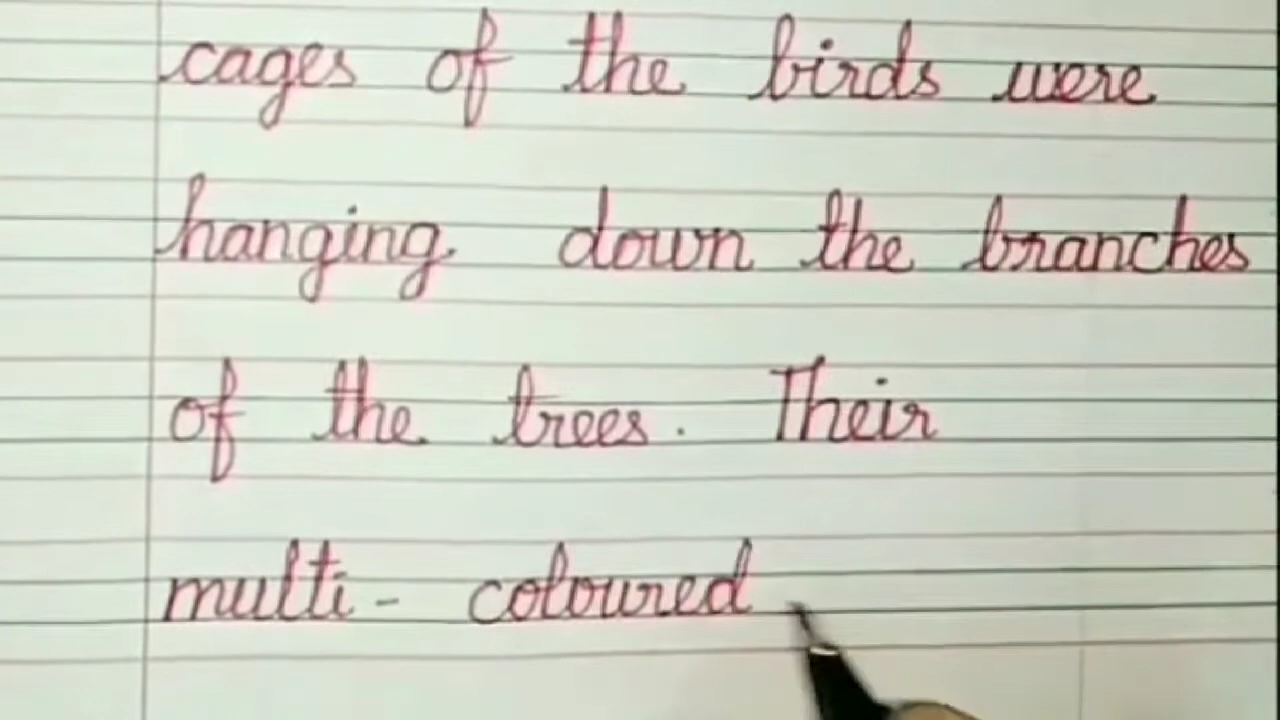 cages of the birds were
hanging down the branches
of the trees. Their
multi- coloured